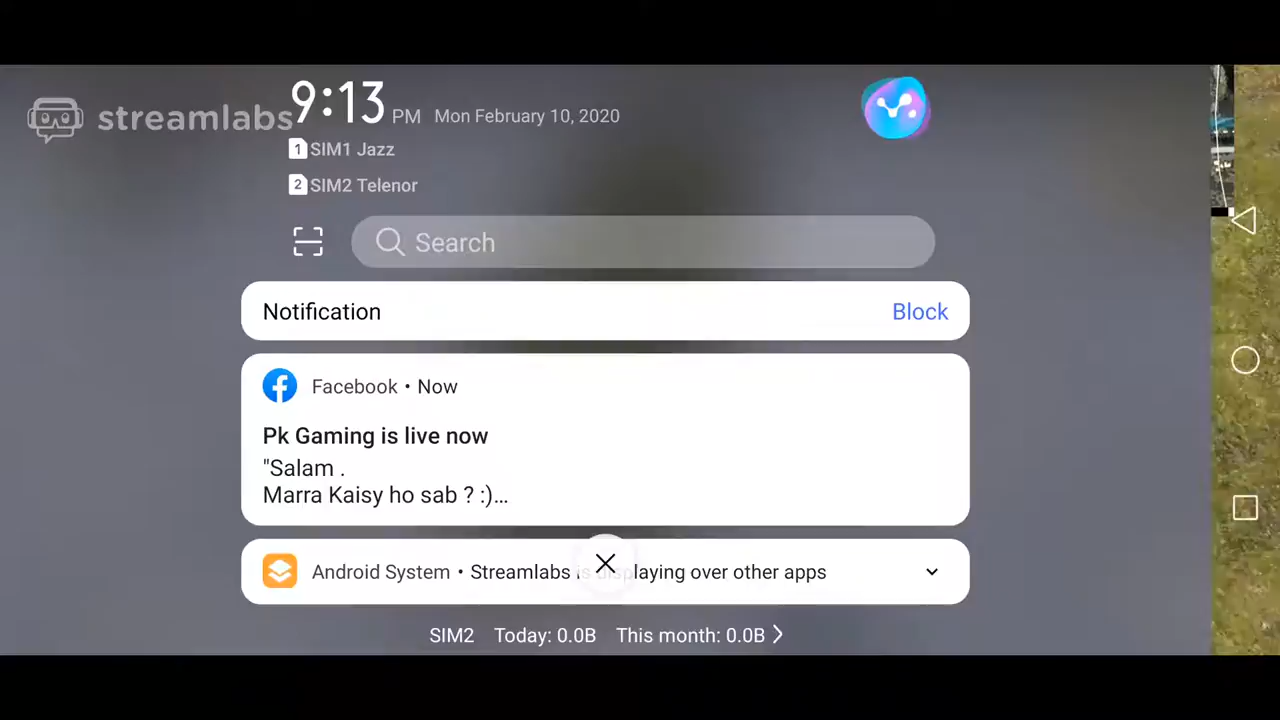 streamlabs
9:13 PM Mon February 10, 2020
1 SIM1 Jazz
2 SIM2 Telenor
Search
Notification Block
Facebook • Now
Pk Gaming is live now
"Salam .
Marra Kaisy ho sab ? :)...
Android System • Streamlabs is displaying over other apps
SIM2 Today: 0.0B This month: 0.0B